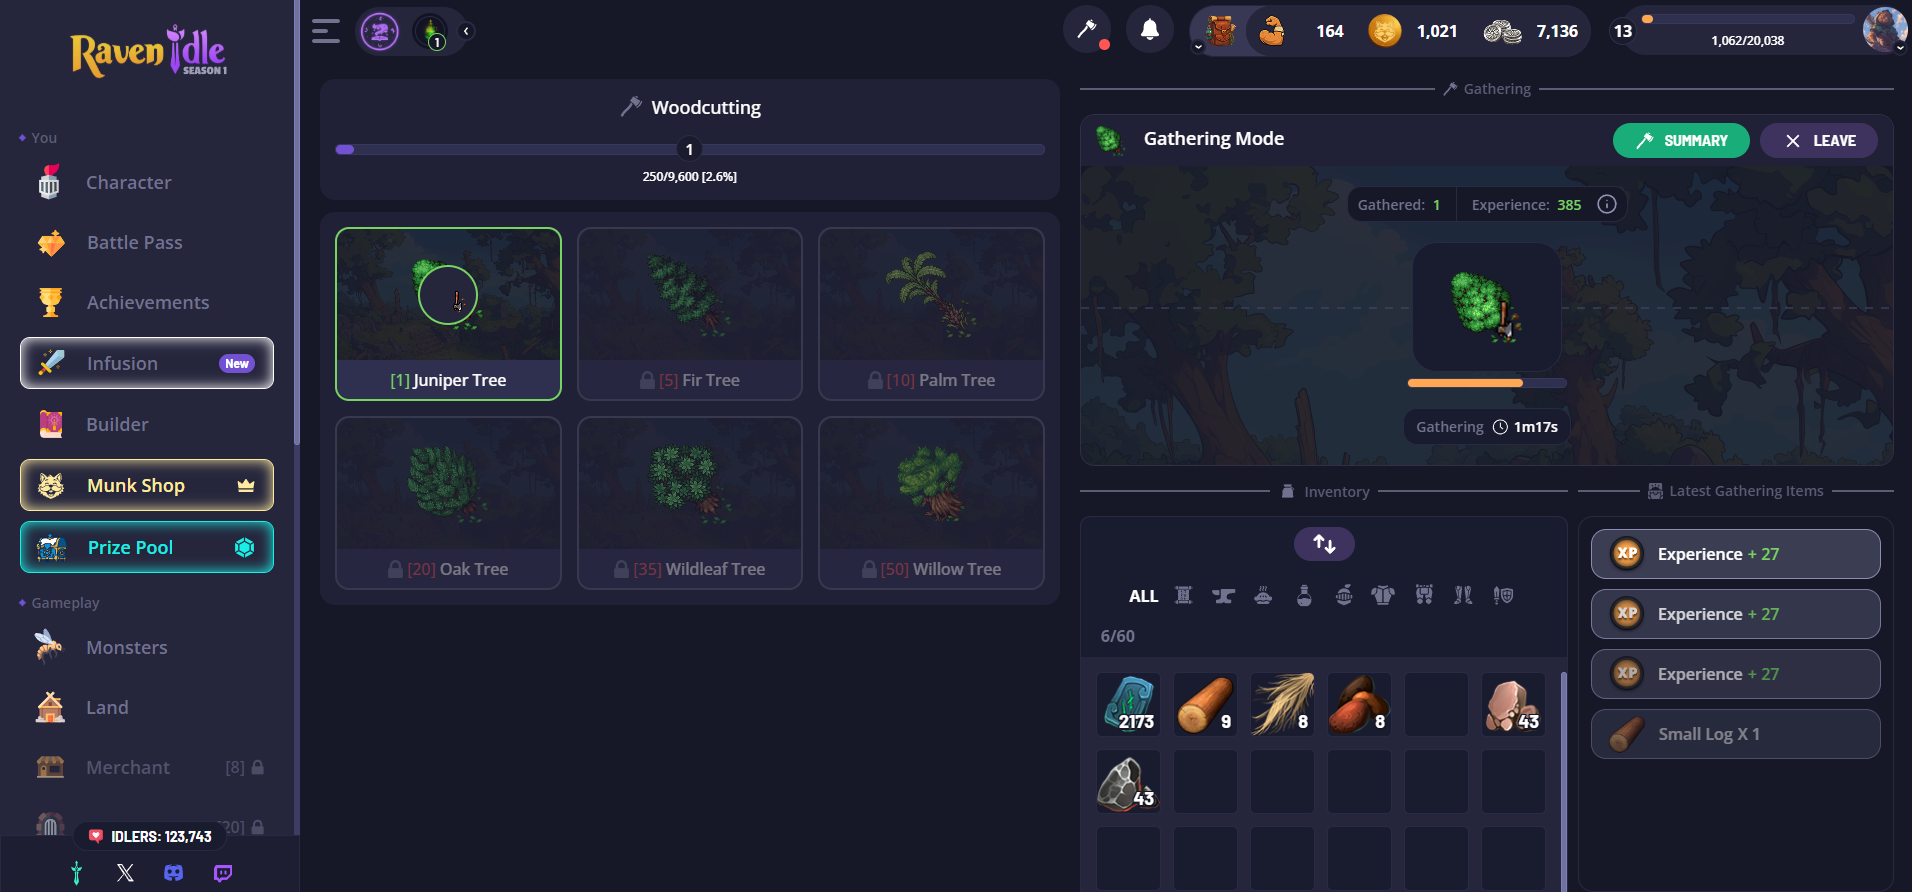 Raven Idle
SEASON 1
You
Character
Battle Pass
Achievements
Infusion New
Builder
Munk Shop
Prize Pool
Gameplay
Monsters
Land
Merchant [8]
[20]
IDLERS: 123,743
1
164
1,021
7,136
13
1,062/20,038
Woodcutting
1
250/9,600 [2.6%]
[1] Juniper Tree
[5] Fir Tree
[10] Palm Tree
[20] Oak Tree
[35] Wildleaf Tree
[50] Willow Tree
Gathering
Gathering Mode
SUMMARY
LEAVE
Gathered: 1
Experience: 385
Gathering 1m17s
Inventory
ALL
6/60
2173
9
8
8
43
43
Latest Gathering Items
XP Experience + 27
XP Experience + 27
XP Experience + 27
Small Log X 1